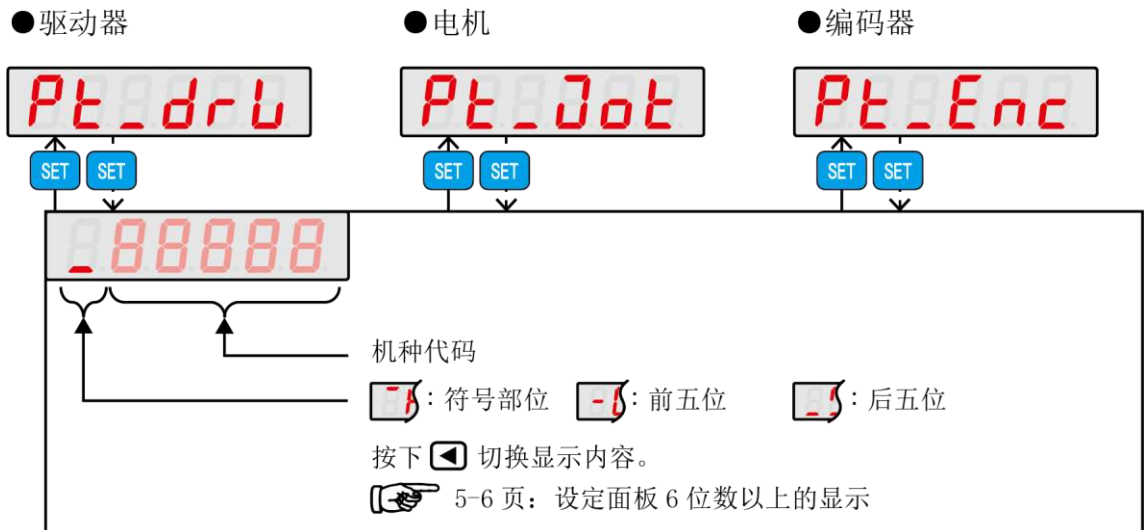 ●驱动器 ●电机 ●编码器
Pt_drU Pt_Jot Pt_Enc
SET SET SET SET SET SET
_88888
机种代码
：符号部位 ：前五位 ：后五位
按下 切换显示内容。
5-6页：设定面板6位数以上的显示